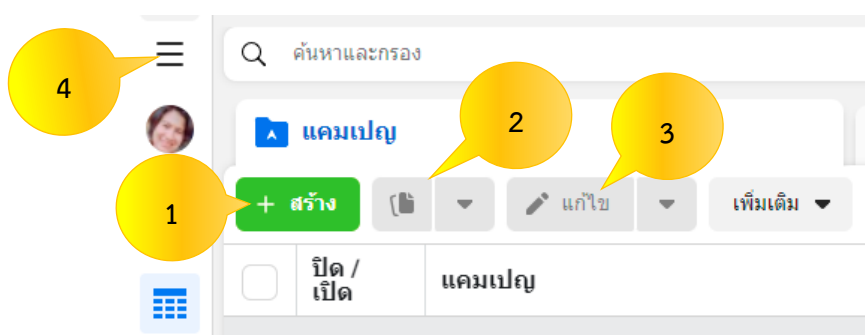 4
ค้นหาและกรอง
แคมเปญ
2
3
1
+ สร้าง
แก้ไข
เพิ่มเติม
ปิด /
เปิด
แคมเปญ